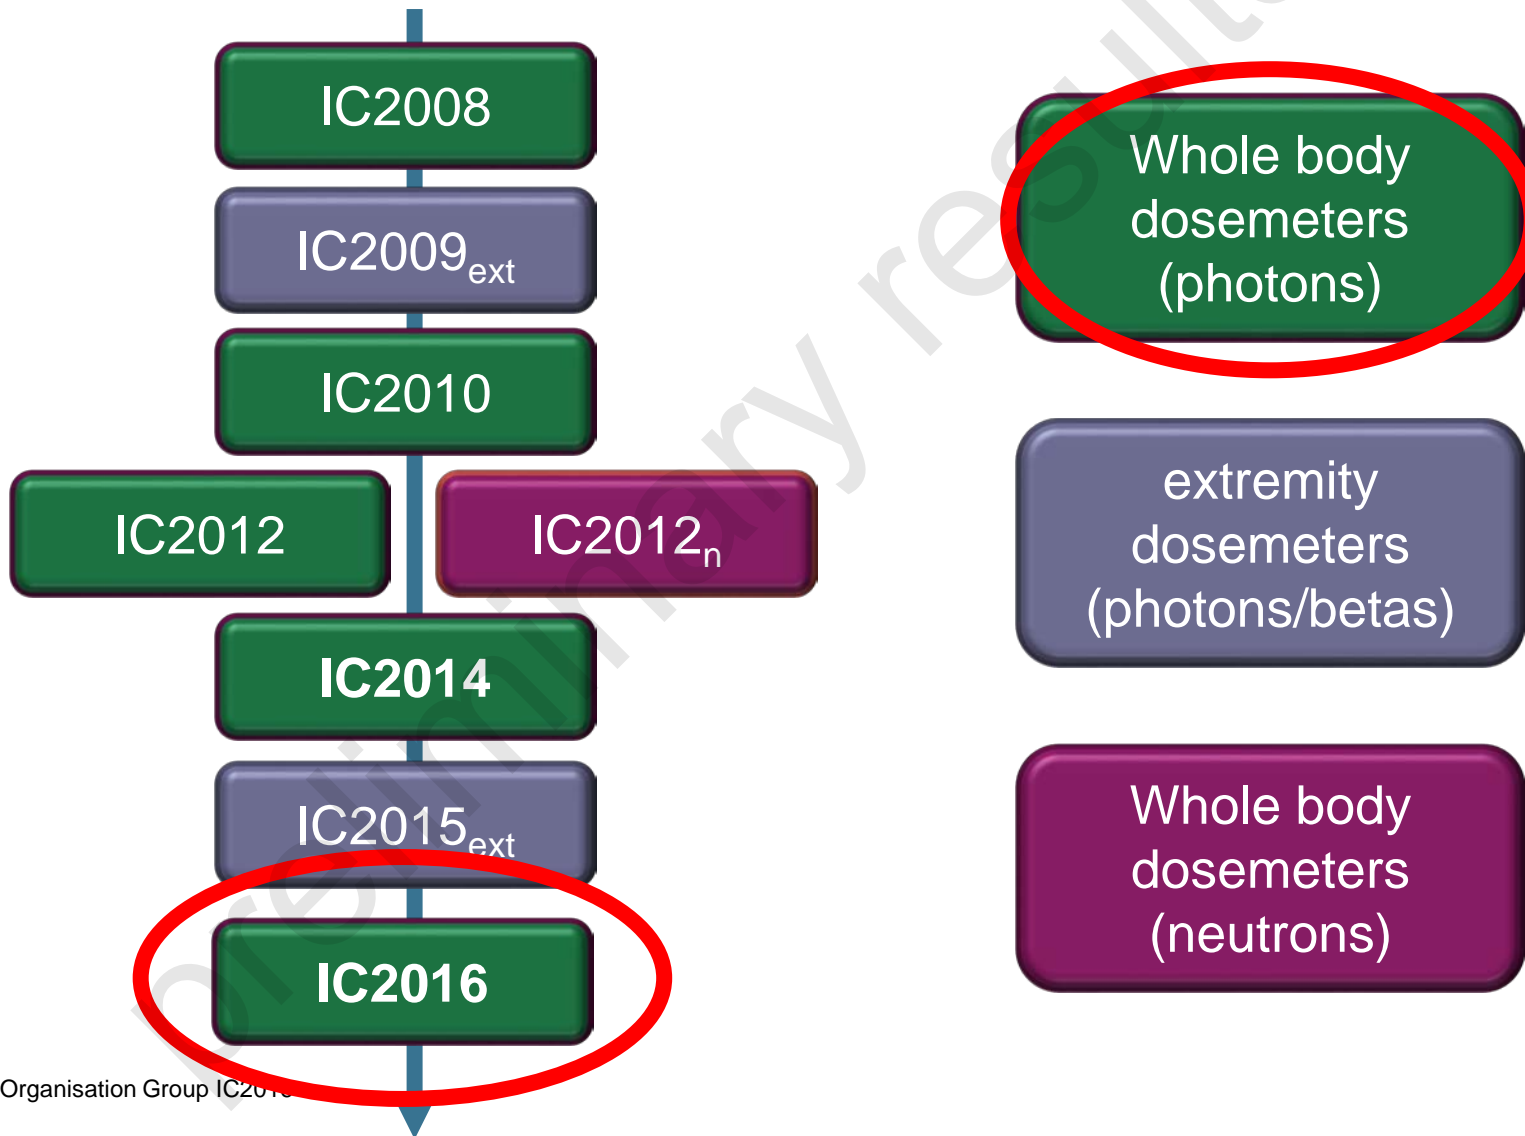 IC2008
IC2009ext
IC2010
IC2012
IC2012n
IC2014
IC2015ext
IC2016
Whole body
dosemeters
(photons)
extremity
dosemeters
(photons/betas)
Whole body
dosemeters
(neutrons)
Organisation Group
preliminary